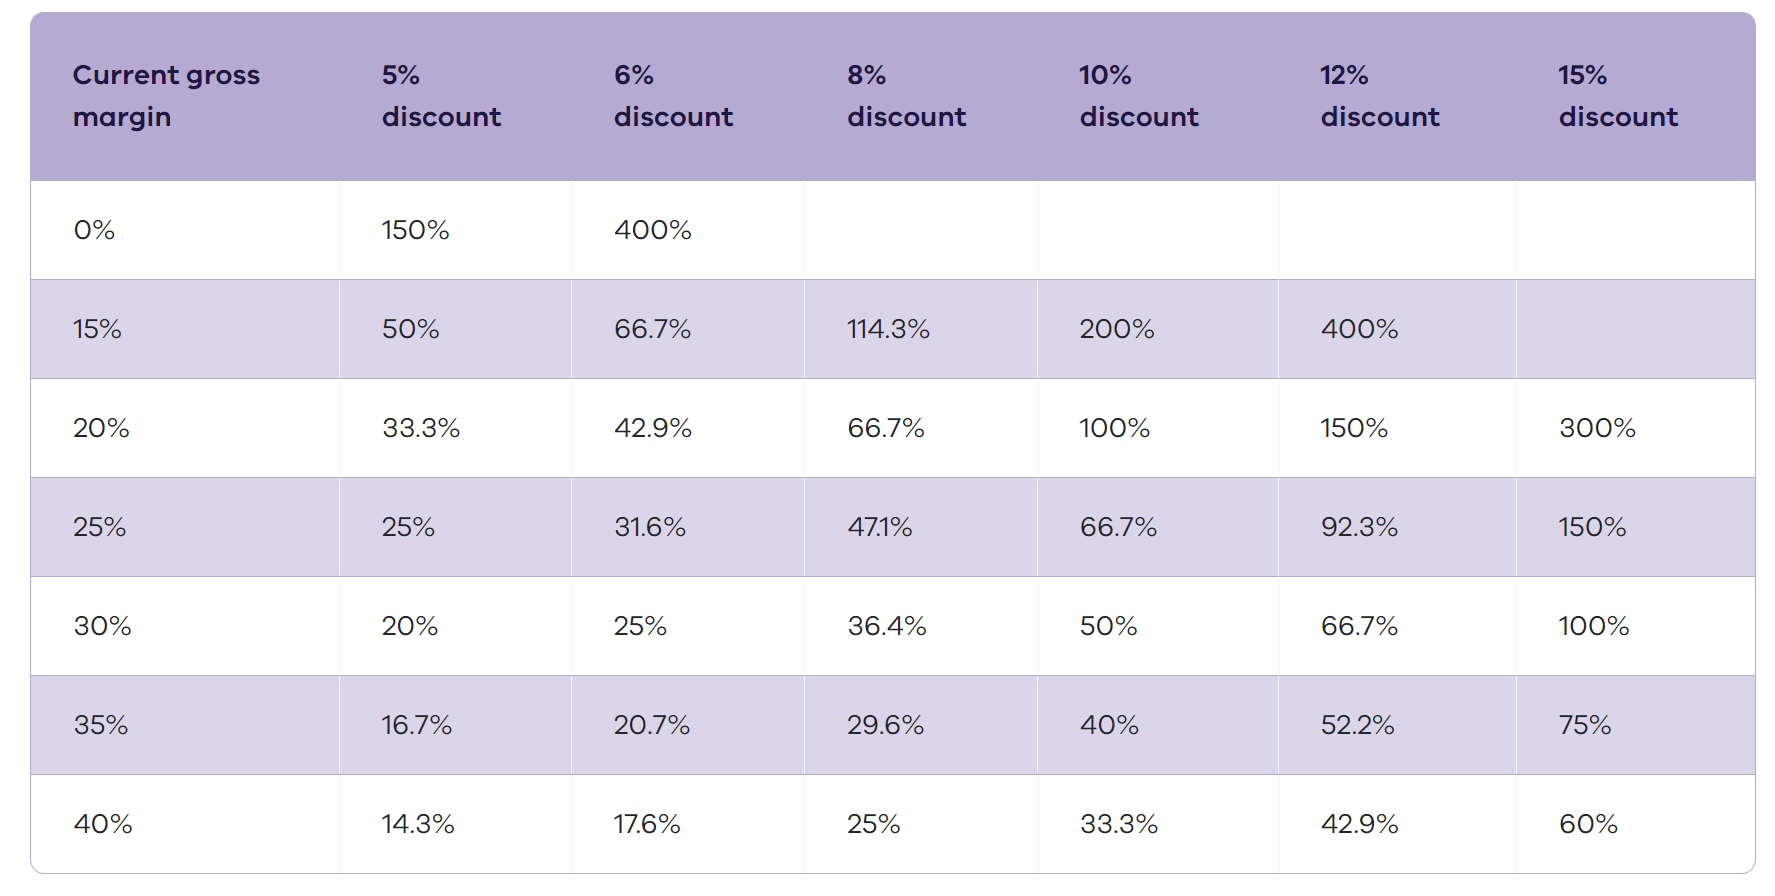 Current gross margin 5% discount 6% discount 8% discount 10% discount 12% discount 15% discount
0% 150% 400%
15% 50% 66.7% 114.3% 200% 400%
20% 33.3% 42.9% 66.7% 100% 150% 300%
25% 25% 31.6% 47.1% 66.7% 92.3% 150%
30% 20% 25% 36.4% 50% 66.7% 100%
35% 16.7% 20.7% 29.6% 40% 52.2% 75%
40% 14.3% 17.6% 25% 33.3% 42.9% 60%